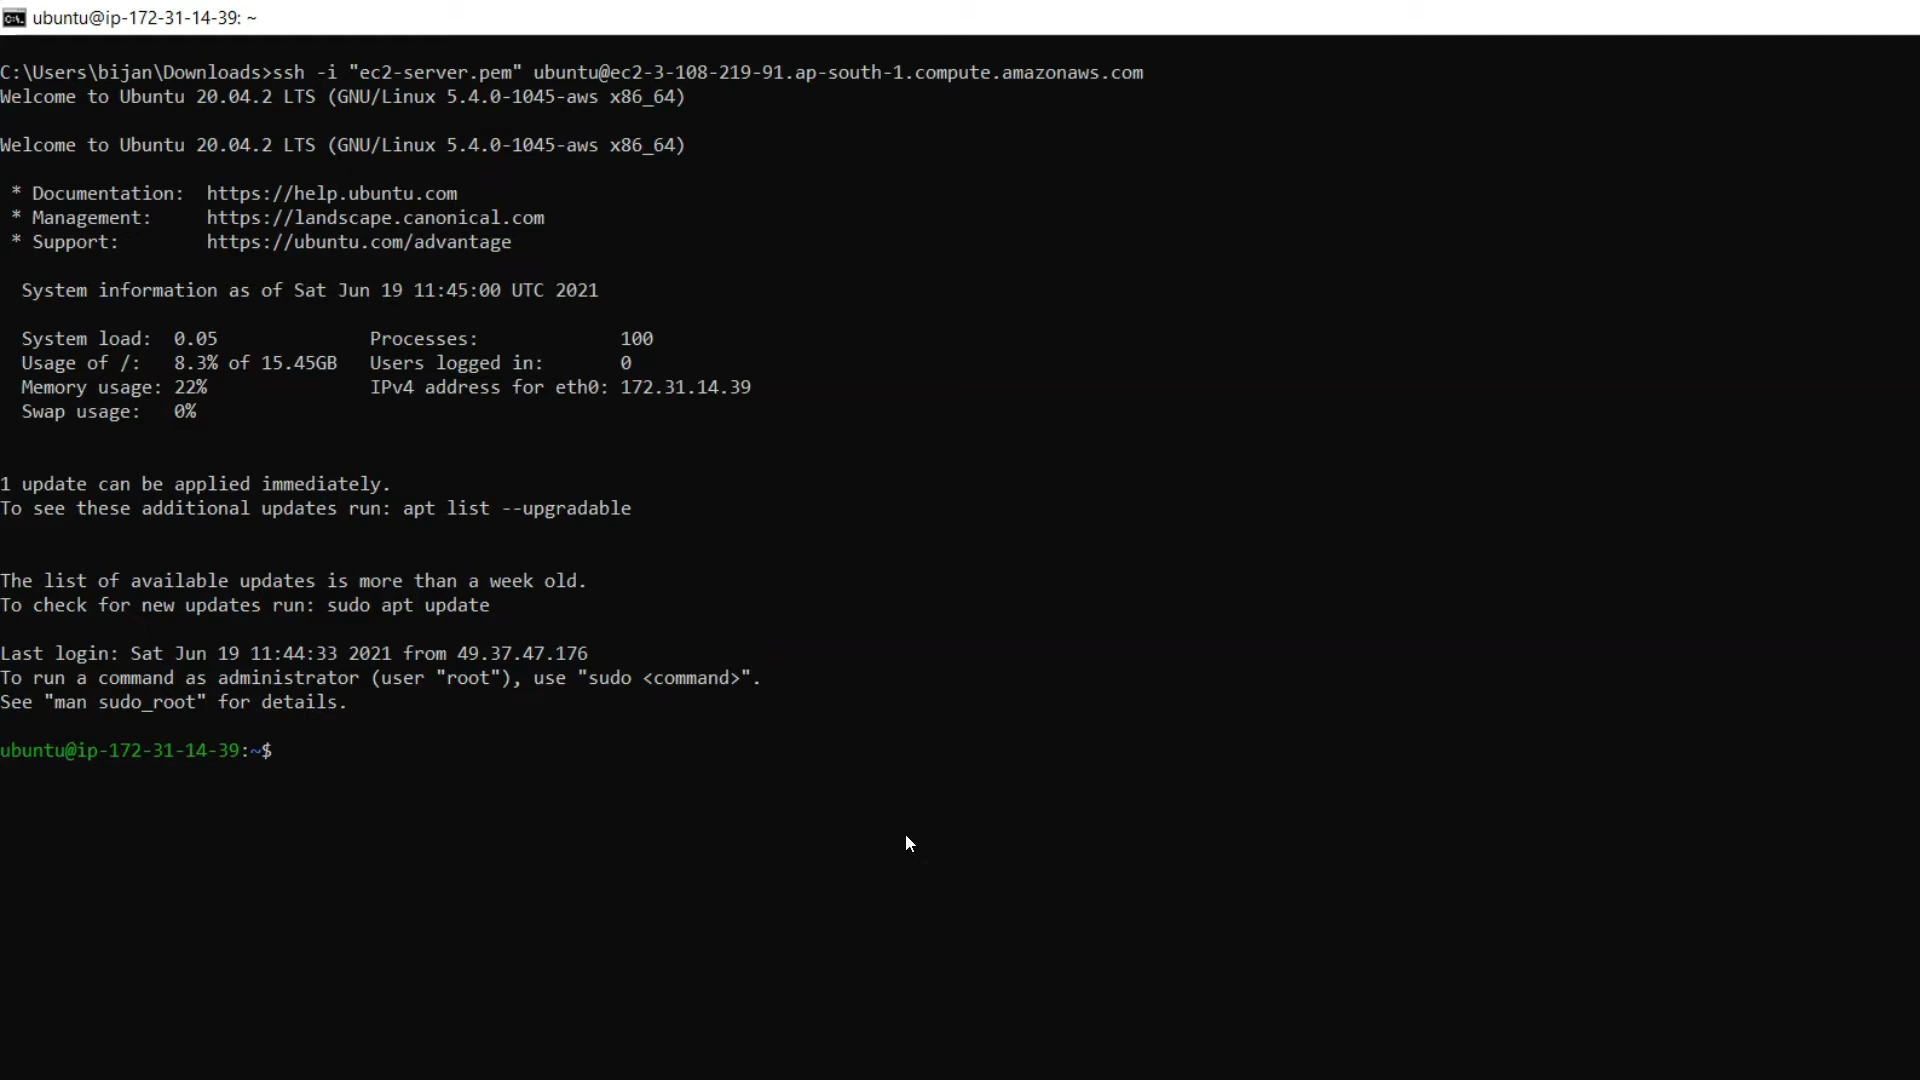 ubuntu@ip-172-31-14-39: ~
C:\Users\bijan\Downloads>ssh -i "ec2-server.pem" ubuntu@ec2-3-108-219-91.ap-south-1.compute.amazonaws.com
Welcome to Ubuntu 20.04.2 LTS (GNU/Linux 5.4.0-1045-aws x86_64)
Welcome to Ubuntu 20.04.2 LTS (GNU/Linux 5.4.0-1045-aws x86_64)
* Documentation:  https://help.ubuntu.com
* Management:     https://landscape.canonical.com
* Support:        https://ubuntu.com/advantage
System information as of Sat Jun 19 11:45:00 UTC 2021
System load:  0.05              Processes:             100
Usage of /:   8.3% of 15.45GB   Users logged in:       0
Memory usage: 22%               IPv4 address for eth0: 172.31.14.39
Swap usage:   0%
1 update can be applied immediately.
To see these additional updates run: apt list --upgradable
The list of available updates is more than a week old.
To check for new updates run: sudo apt update
Last login: Sat Jun 19 11:44:33 2021 from 49.37.47.176
To run a command as administrator (user "root"), use "sudo <command>".
See "man sudo_root" for details.
ubuntu@ip-172-31-14-39:~$